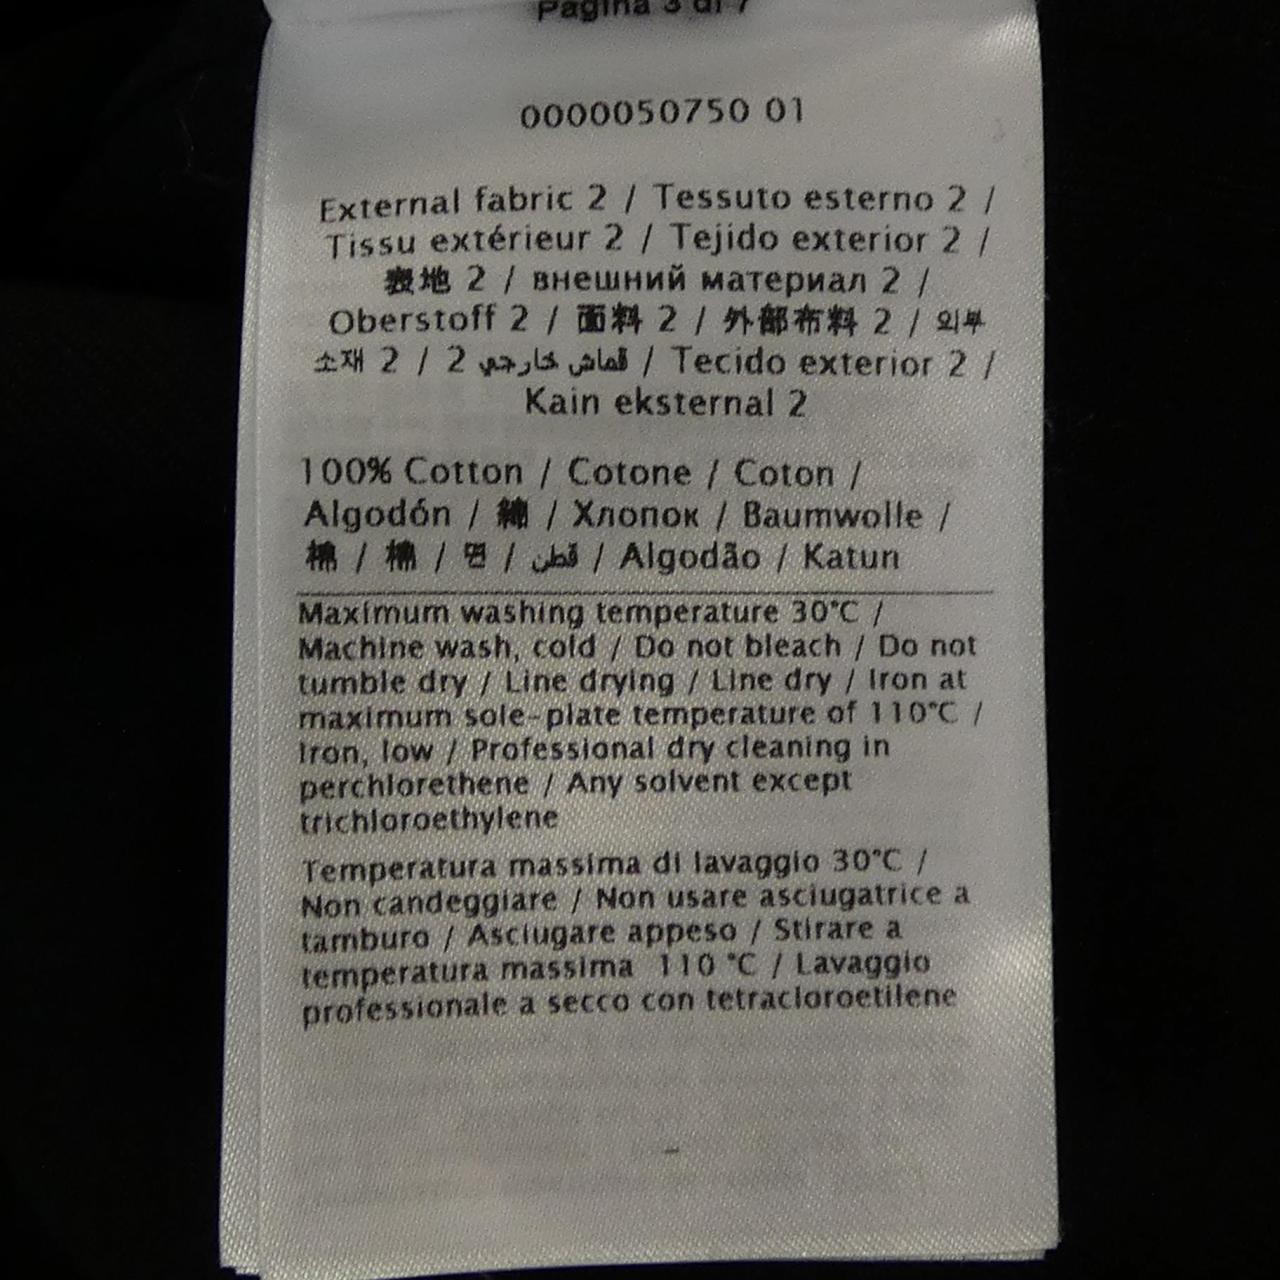 Pagina 3 di 7
0000050750 01
External fabric 2 / Tessuto esterno 2 /
Tissu extérieur 2 / Tejido exterior 2 /
表地 2 / внешний материал 2 /
Oberstoff 2 / 面料 2 / 外部布料 2 / 외부
소재 2 / 2 قماش خارجي / Tecido exterior 2 /
Kain eksternal 2
100% Cotton / Cotone / Coton /
Algodón / 綿 / Хлопок / Baumwolle /
棉 / 棉 / 면 / قطن / Algodão / Katun
Maximum washing temperature 30°C /
Machine wash, cold / Do not bleach / Do not
tumble dry / Line drying / Line dry / Iron at
maximum sole-plate temperature of 110°C /
Iron, low / Professional dry cleaning in
perchlorethene / Any solvent except
trichloroethylene
Temperatura massima di lavaggio 30°C /
Non candeggiare / Non usare asciugatrice a
tamburo / Asciugare appeso / Stirare a
temperatura massima 110 °C / Lavaggio
professionale a secco con tetracloroetilene